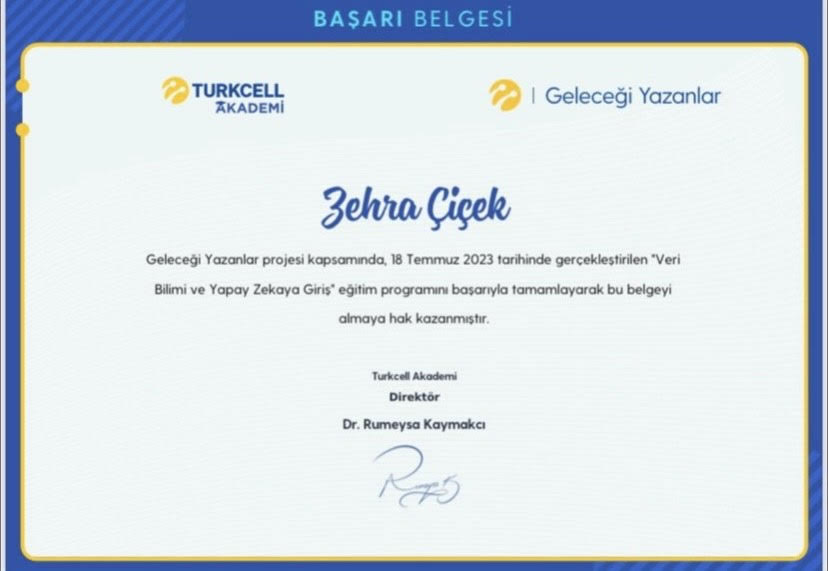 BAŞARI BELGESİ
TURKCELL
AKADEMİ
Geleceği Yazanlar
Zehra Çiçek
Geleceği Yazanlar projesi kapsamında, 18 Temmuz 2023 tarihinde gerçekleştirilen "Veri
Bilimi ve Yapay Zekaya Giriş" eğitim programını başarıyla tamamlayarak bu belgeyi
almaya hak kazanmıştır.
Turkcell Akademi
Direktör
Dr. Rumeysa Kaymakcı